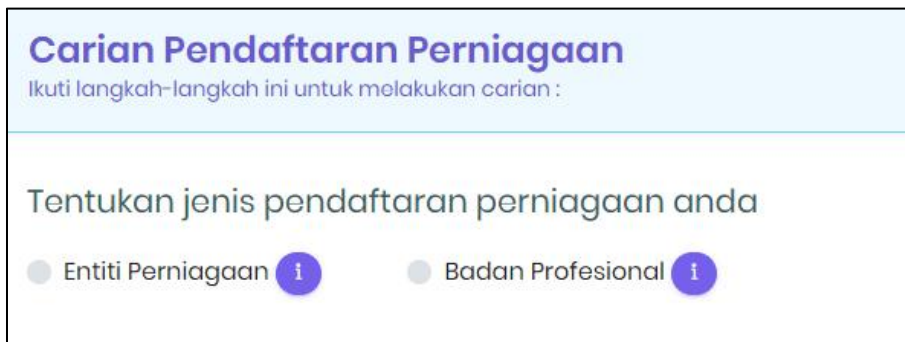 Carian Pendaftaran Perniagaan
Ikuti langkah-langkah ini untuk melakukan carian :
Tentukan jenis pendaftaran perniagaan anda
Entiti Perniagaan i Badan Profesional i